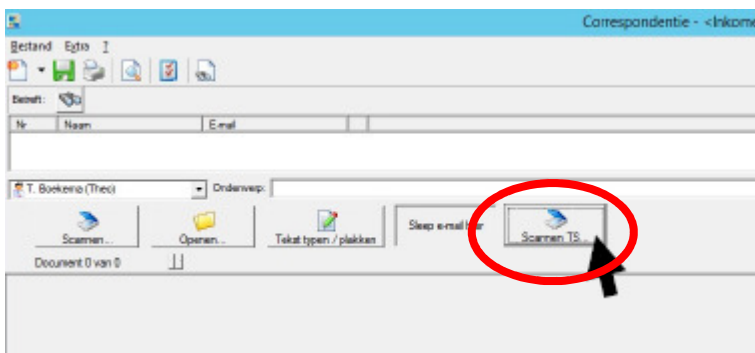 Correspondentie - <Inkome
Bestand Extra ?
Betreft:
Nr Naam E-mail
T. Boekema (Theo) Onderwerp:
Scannen... Openen... Tekst typen / plakken Sleep e-mail hier Scannen TS...
Document 0 van 0